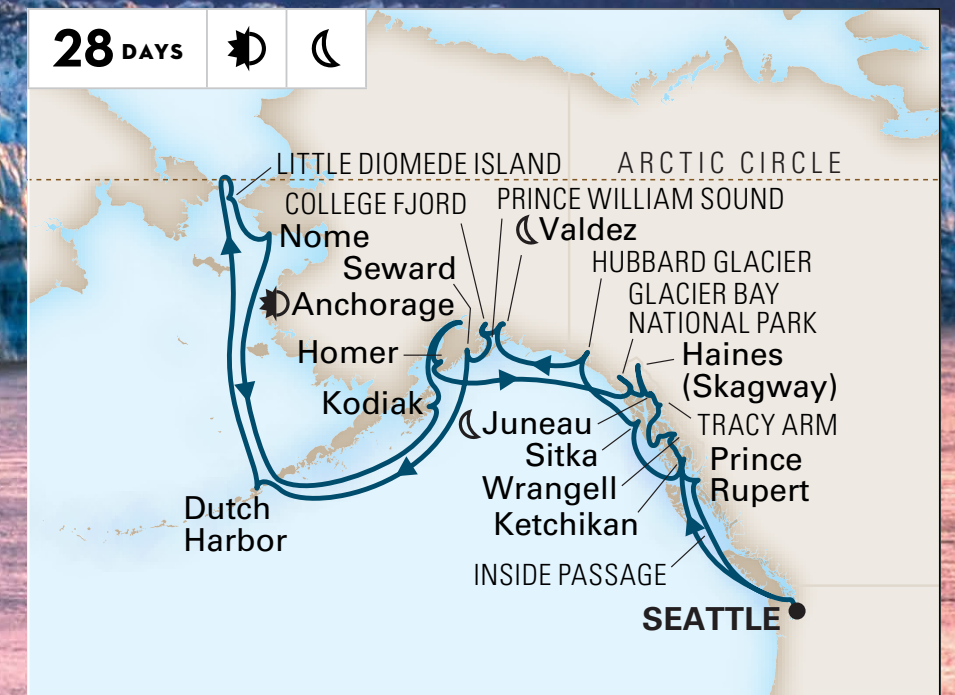 28 DAYS
LITTLE DIOMEDE ISLAND
ARCTIC CIRCLE
COLLEGE FJORD
PRINCE WILLIAM SOUND
Nome
Valdez
Seward
HUBBARD GLACIER
Anchorage
GLACIER BAY
NATIONAL PARK
Homer
Haines
(Skagway)
Kodiak
Juneau
TRACY ARM
Sitka
Prince
Rupert
Wrangell
Ketchikan
Dutch
Harbor
INSIDE PASSAGE
SEATTLE